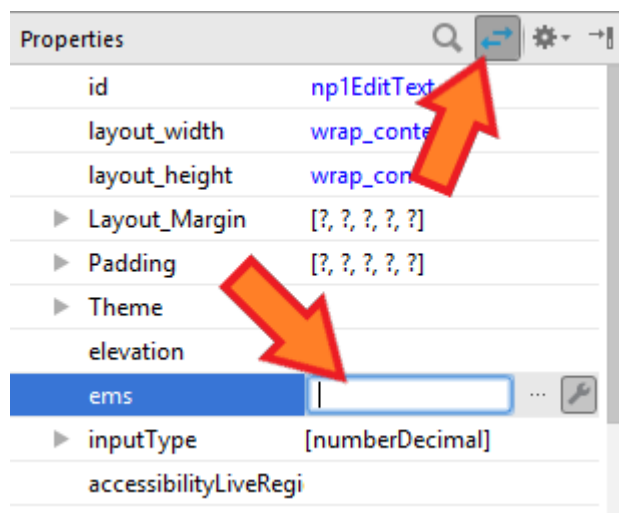 Properties
id np1EditText
layout_width wrap_conte
layout_height wrap_con
Layout_Margin [?, ?, ?, ?, ?]
Padding [?, ?, ?, ?, ?]
Theme
elevation
ems ...
inputType [numberDecimal]
accessibilityLiveRegi